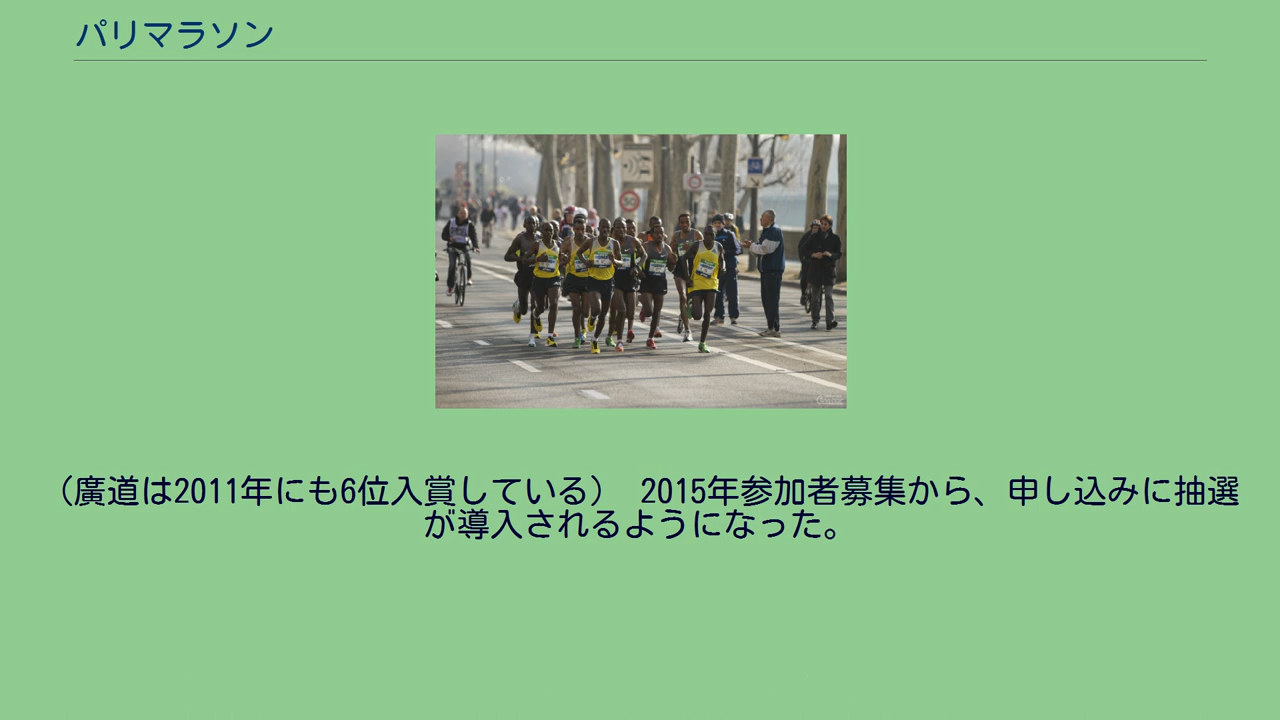 パリマラソン
50
（廣道は2011年にも6位入賞している） 2015年参加者募集から、申し込みに抽選
が導入されるようになった。